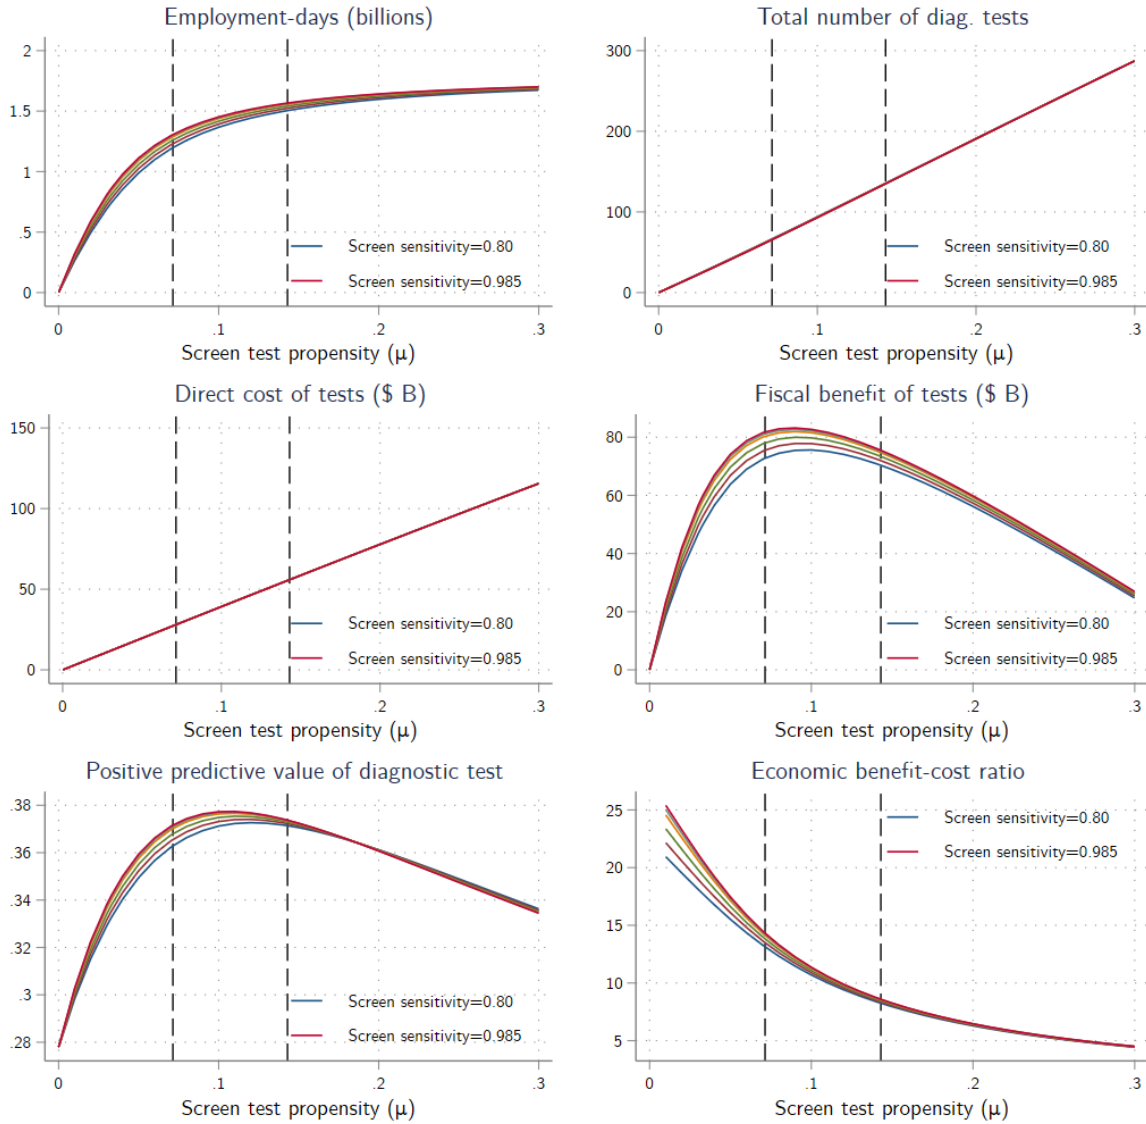 Employment-days (billions)
2
1.5
1
.5
0
Screen sensitivity=0.80
Screen sensitivity=0.985
0 .1 .2 .3
Screen test propensity (μ)
Total number of diag. tests
300
200
100
0
Screen sensitivity=0.80
Screen sensitivity=0.985
0 .1 .2 .3
Screen test propensity (μ)
Direct cost of tests ($ B)
150
100
50
0
Screen sensitivity=0.80
Screen sensitivity=0.985
0 .1 .2 .3
Screen test propensity (μ)
Fiscal benefit of tests ($ B)
80
60
40
20
0
Screen sensitivity=0.80
Screen sensitivity=0.985
0 .1 .2 .3
Screen test propensity (μ)
Positive predictive value of diagnostic test
.38
.36
.34
.32
.3
.28
Screen sensitivity=0.80
Screen sensitivity=0.985
0 .1 .2 .3
Screen test propensity (μ)
Economic benefit-cost ratio
25
20
15
10
5
Screen sensitivity=0.80
Screen sensitivity=0.985
0 .1 .2 .3
Screen test propensity (μ)